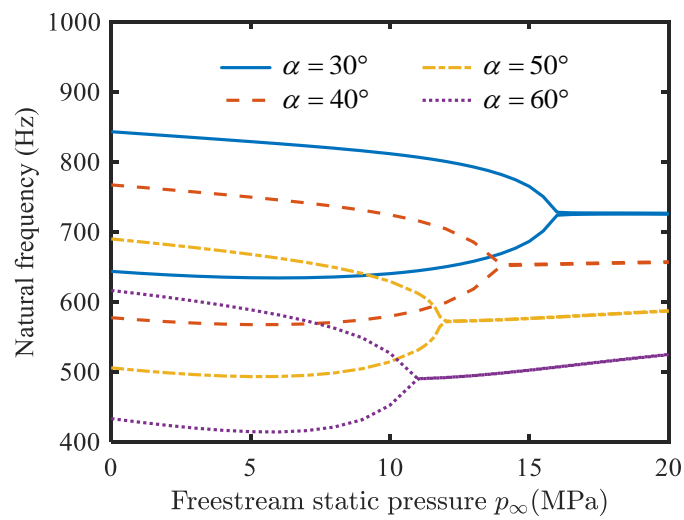 1000
900
800
700
600
500
400
Natural frequency (Hz)
α = 30°
α = 40°
α = 50°
α = 60°
0 5 10 15 20
Freestream static pressure p∞(MPa)